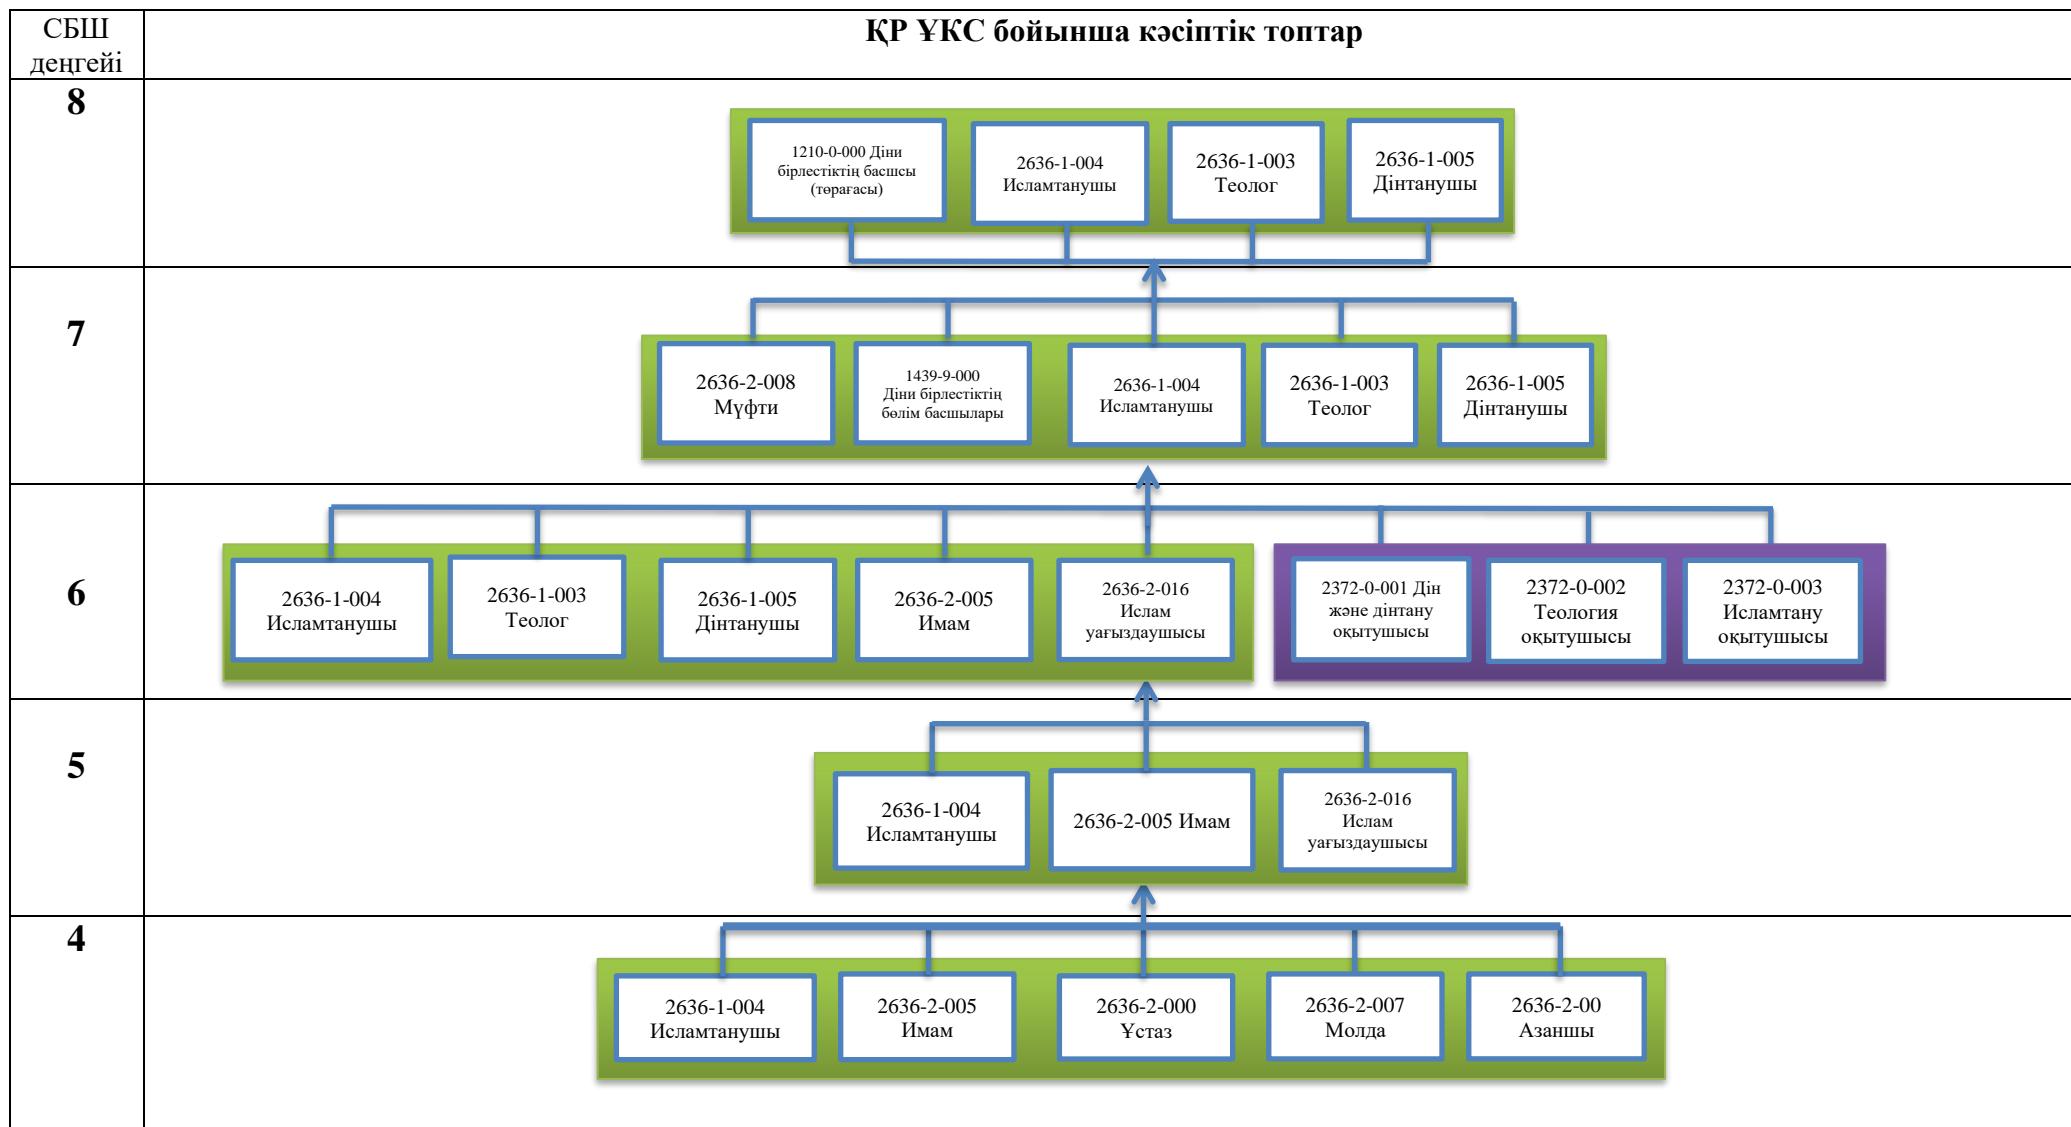 СБШ
деңгейі
ҚР ҰКС бойынша кәсіптік топтар
8
1210-0-000 Діни
бірлестіктің басшсы
(төрағасы)
2636-1-004
Исламтанушы
2636-1-003
Теолог
2636-1-005
Дінтанушы
7
2636-2-008
Мүфти
1439-9-000
Діни бірлестіктің
бөлім басшылары
2636-1-004
Исламтанушы
2636-1-003
Теолог
2636-1-005
Дінтанушы
6
2636-1-004
Исламтанушы
2636-1-003
Теолог
2636-1-005
Дінтанушы
2636-2-005
Имам
2636-2-016
Ислам
уағыздаушысы
2372-0-001 Дін
және дінтану
оқытушысы
2372-0-002
Теология
оқытушысы
2372-0-003
Исламтану
оқытушысы
5
2636-1-004
Исламтанушы
2636-2-005 Имам
2636-2-016
Ислам
уағыздаушысы
4
2636-1-004
Исламтанушы
2636-2-005
Имам
2636-2-000
Ұстаз
2636-2-007
Молда
2636-2-00
Азаншы